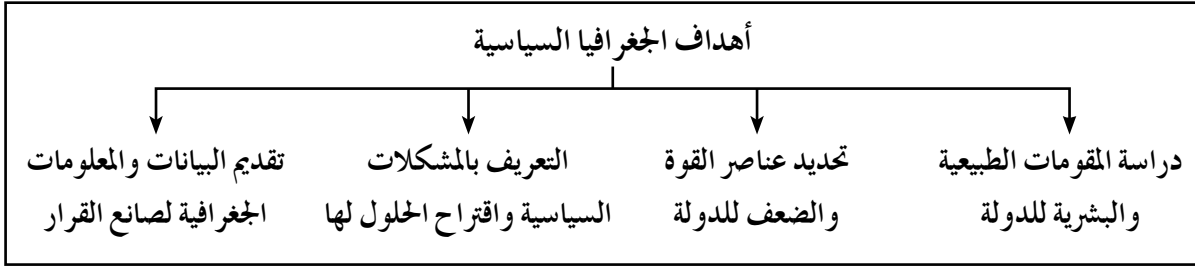 أهداف الجغرافيا السياسية
دراسة المقومات الطبيعية
والبشرية للدولة
تحديد عناصر القوة
والضعف للدولة
التعريف بالمشكلات
السياسية واقتراح الحلول لها
تقديم البيانات والمعلومات
الجغرافية لصانع القرار